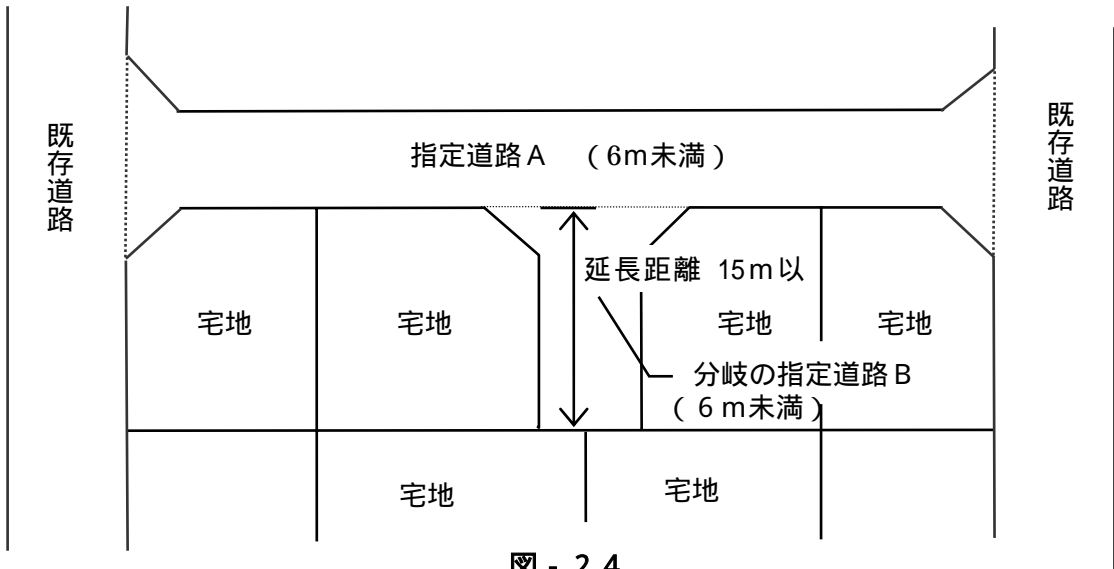 既存道路
指定道路A （6m未満）
既存道路
延長距離 15m以
宅地
宅地
宅地
宅地
分岐の指定道路B
（6m未満）
宅地
宅地
図-24